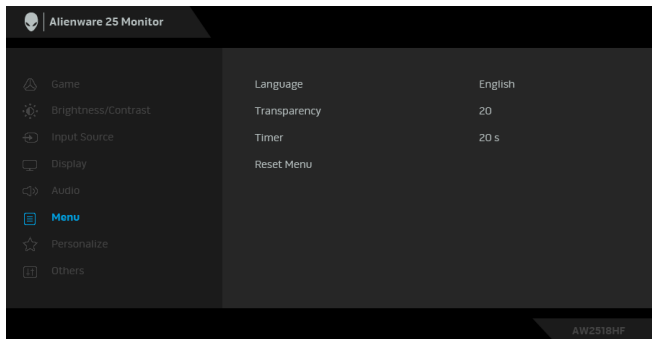 Alienware 25 Monitor
Game
Brightness/Contrast
Input Source
Display
Audio
Menu
Personalize
Others
Language English
Transparency 20
Timer 20 s
Reset Menu
AW2518HF